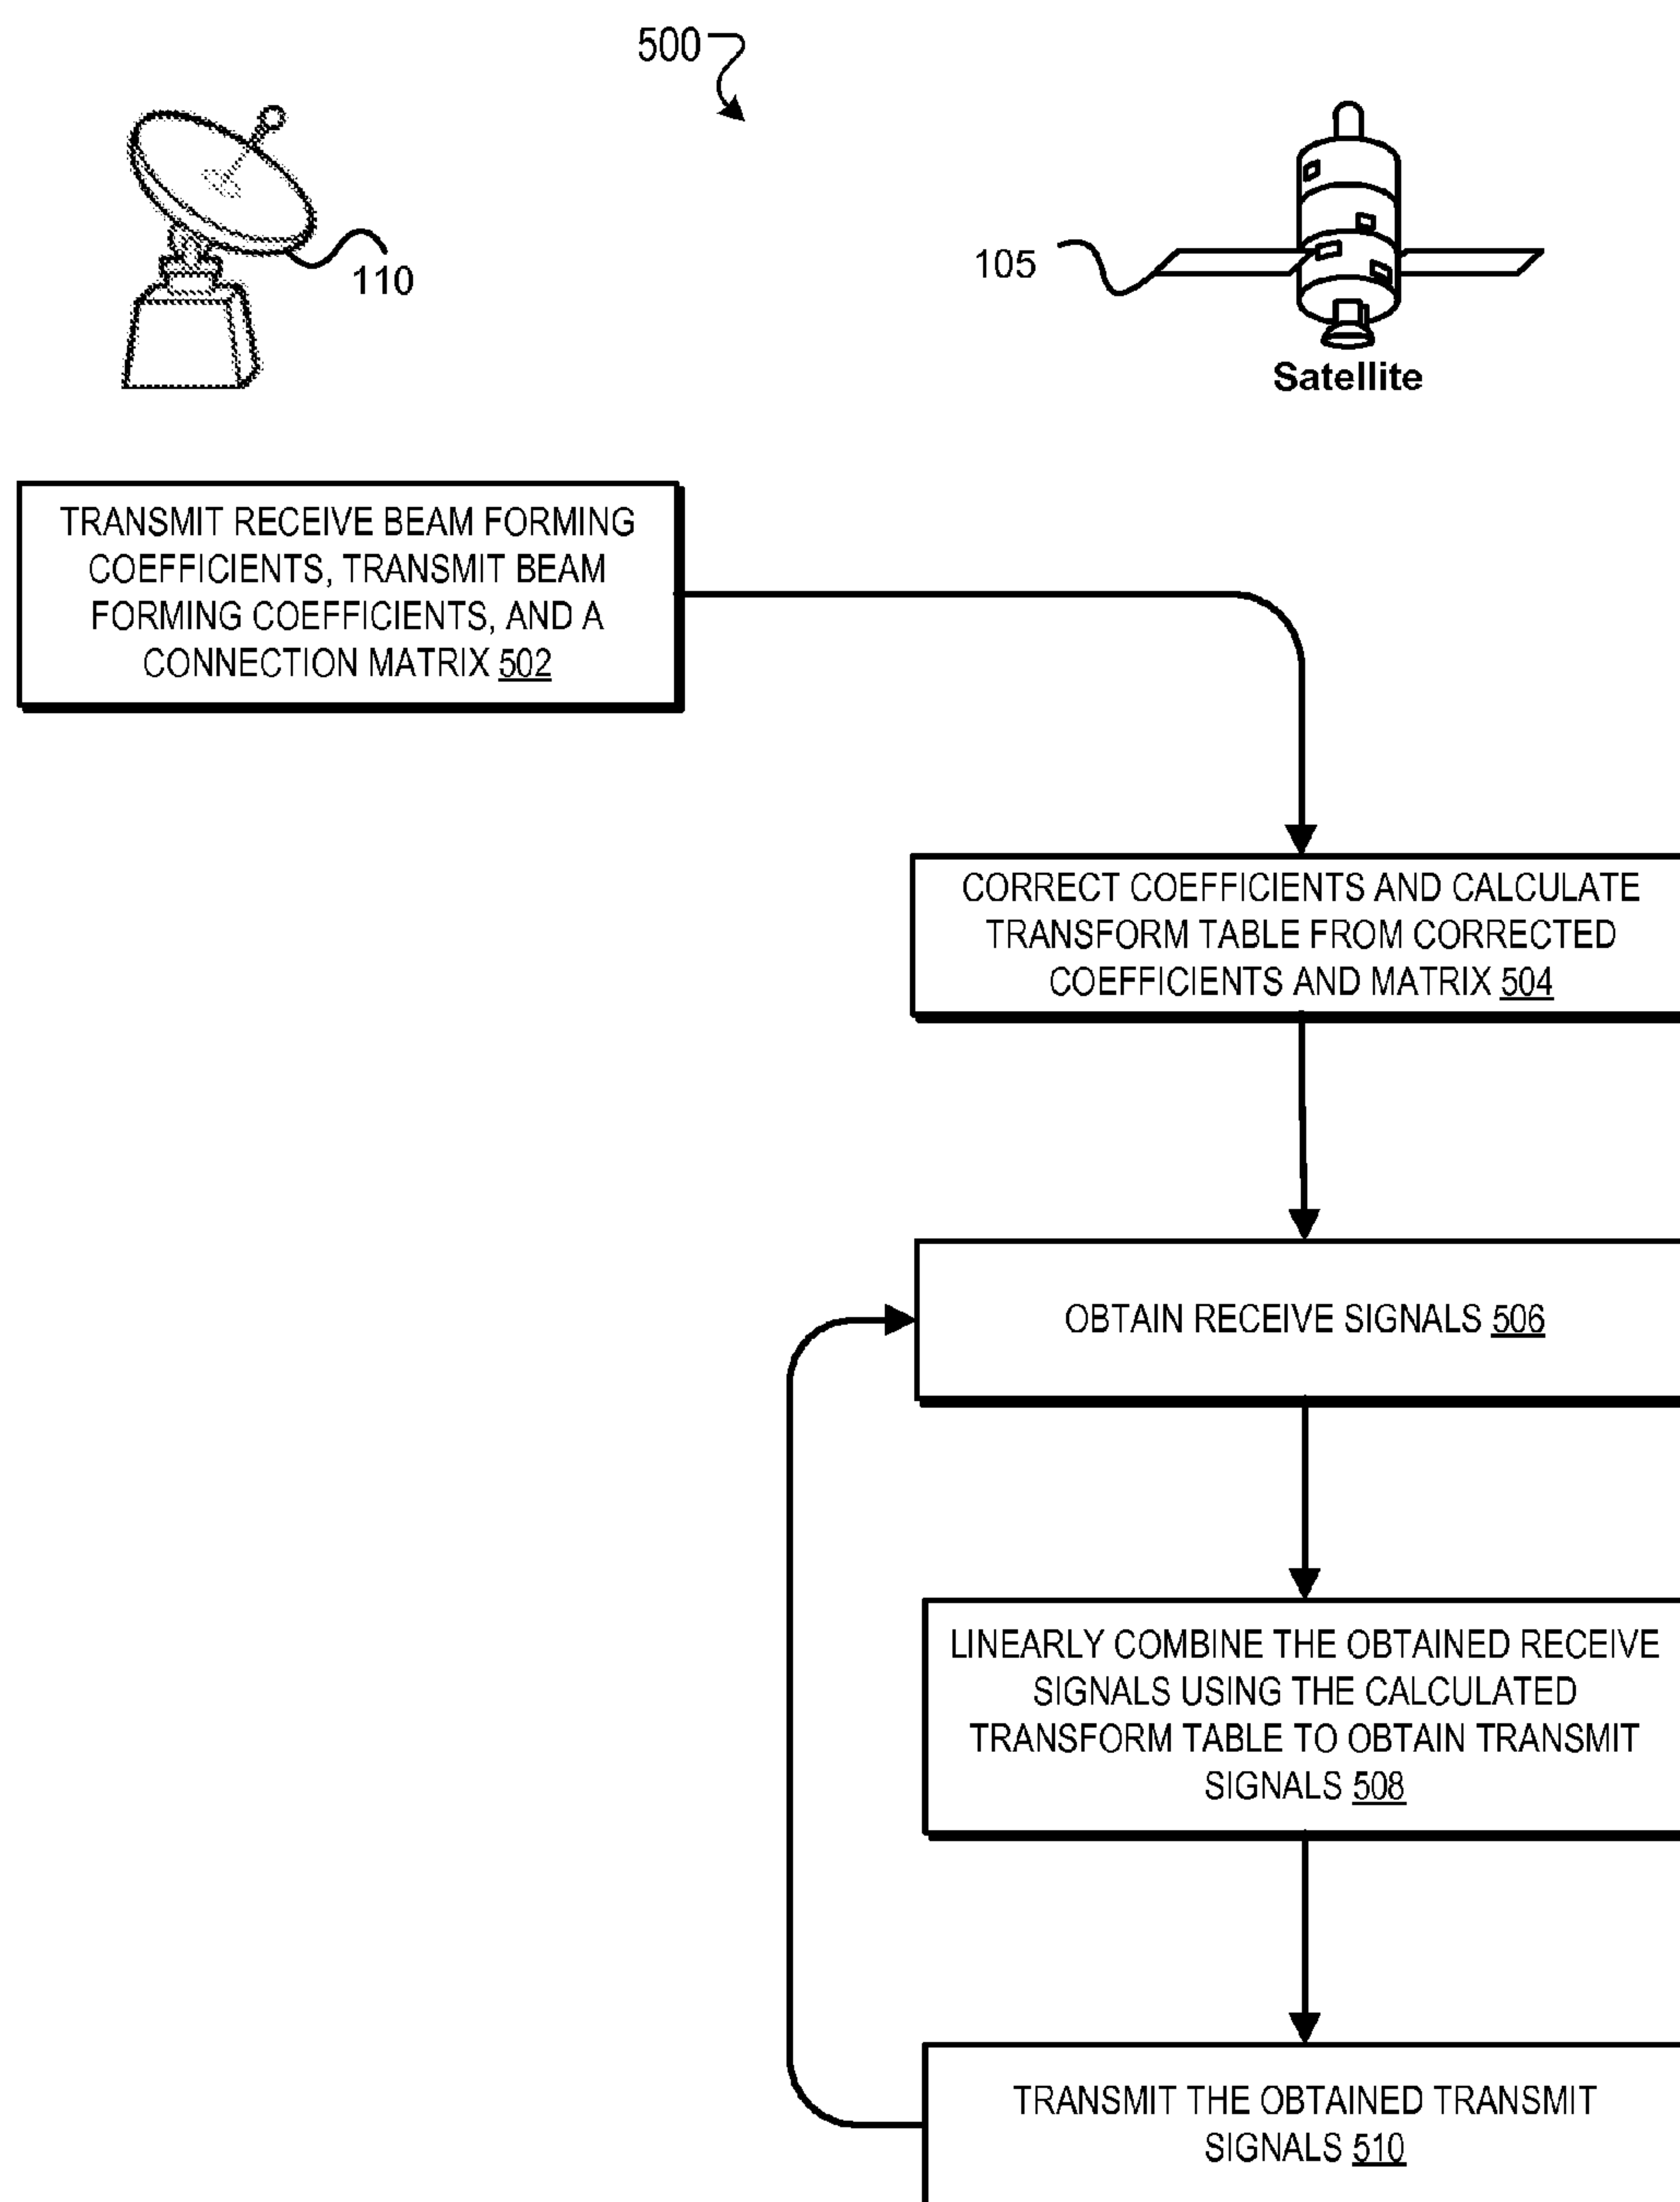 500
110
105
Satellite
TRANSMIT RECEIVE BEAM FORMING
COEFFICIENTS, TRANSMIT BEAM
FORMING COEFFICIENTS, AND A
CONNECTION MATRIX 502
CORRECT COEFFICIENTS AND CALCULATE
TRANSFORM TABLE FROM CORRECTED
COEFFICIENTS AND MATRIX 504
OBTAIN RECEIVE SIGNALS 506
LINEARLY COMBINE THE OBTAINED RECEIVE
SIGNALS USING THE CALCULATED
TRANSFORM TABLE TO OBTAIN TRANSMIT
SIGNALS 508
TRANSMIT THE OBTAINED TRANSMIT
SIGNALS 510